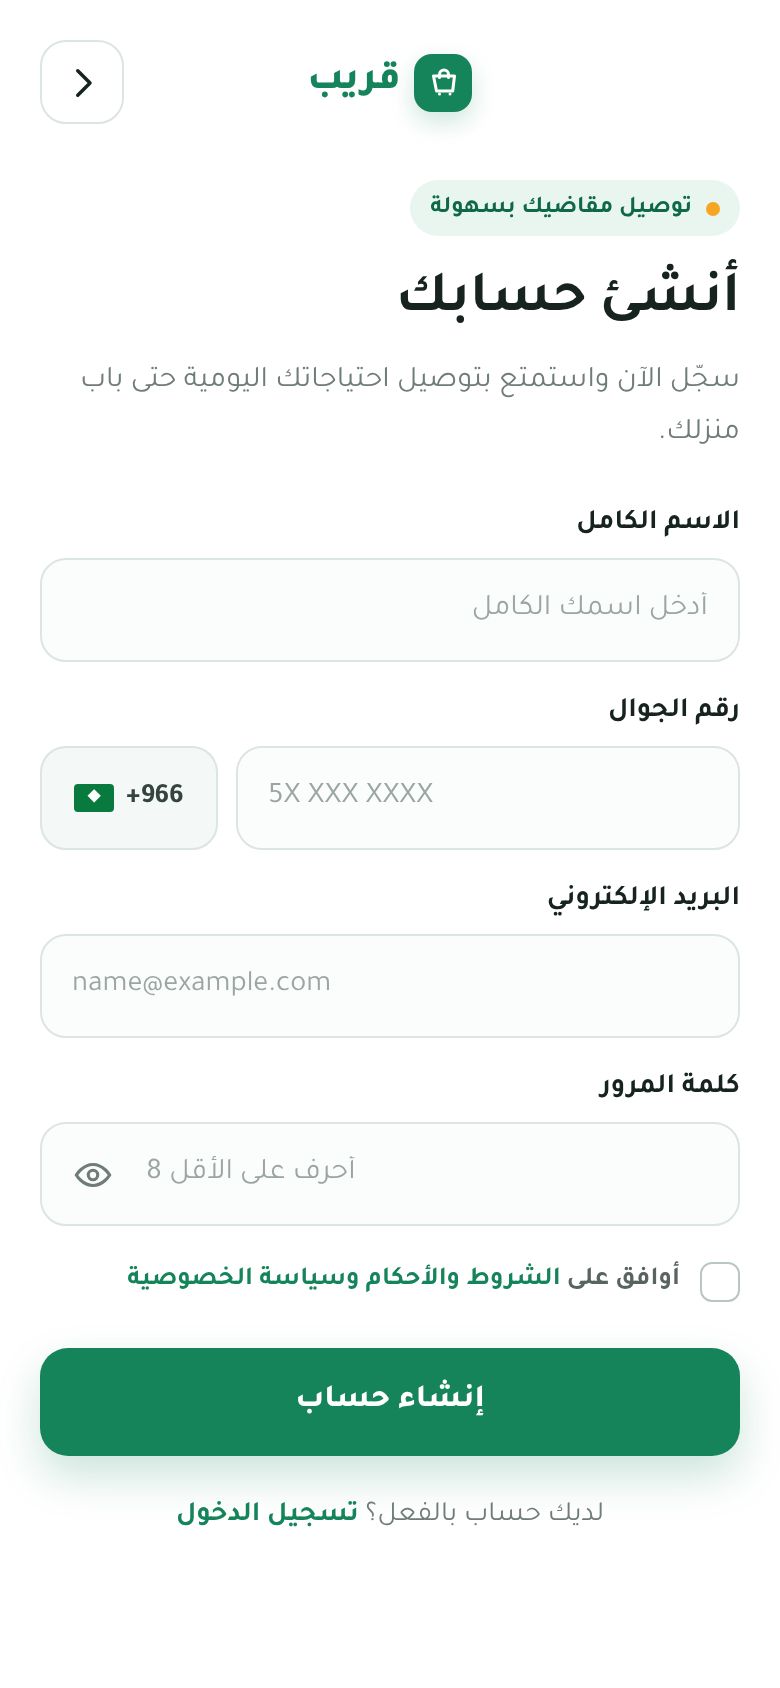 قريب
توصيل مقاضيك بسهولة
أنشئ حسابك
سجّل الآن واستمتع بتوصيل احتياجاتك اليومية حتى باب
منزلك.
الاسم الكامل
أدخل اسمك الكامل
رقم الجوال
5X XXX XXXX
+966
البريد الإلكتروني
name@example.com
كلمة المرور
أحرف على الأقل 8
أوافق على الشروط والأحكام وسياسة الخصوصية
إنشاء حساب
لديك حساب بالفعل؟ تسجيل الدخول